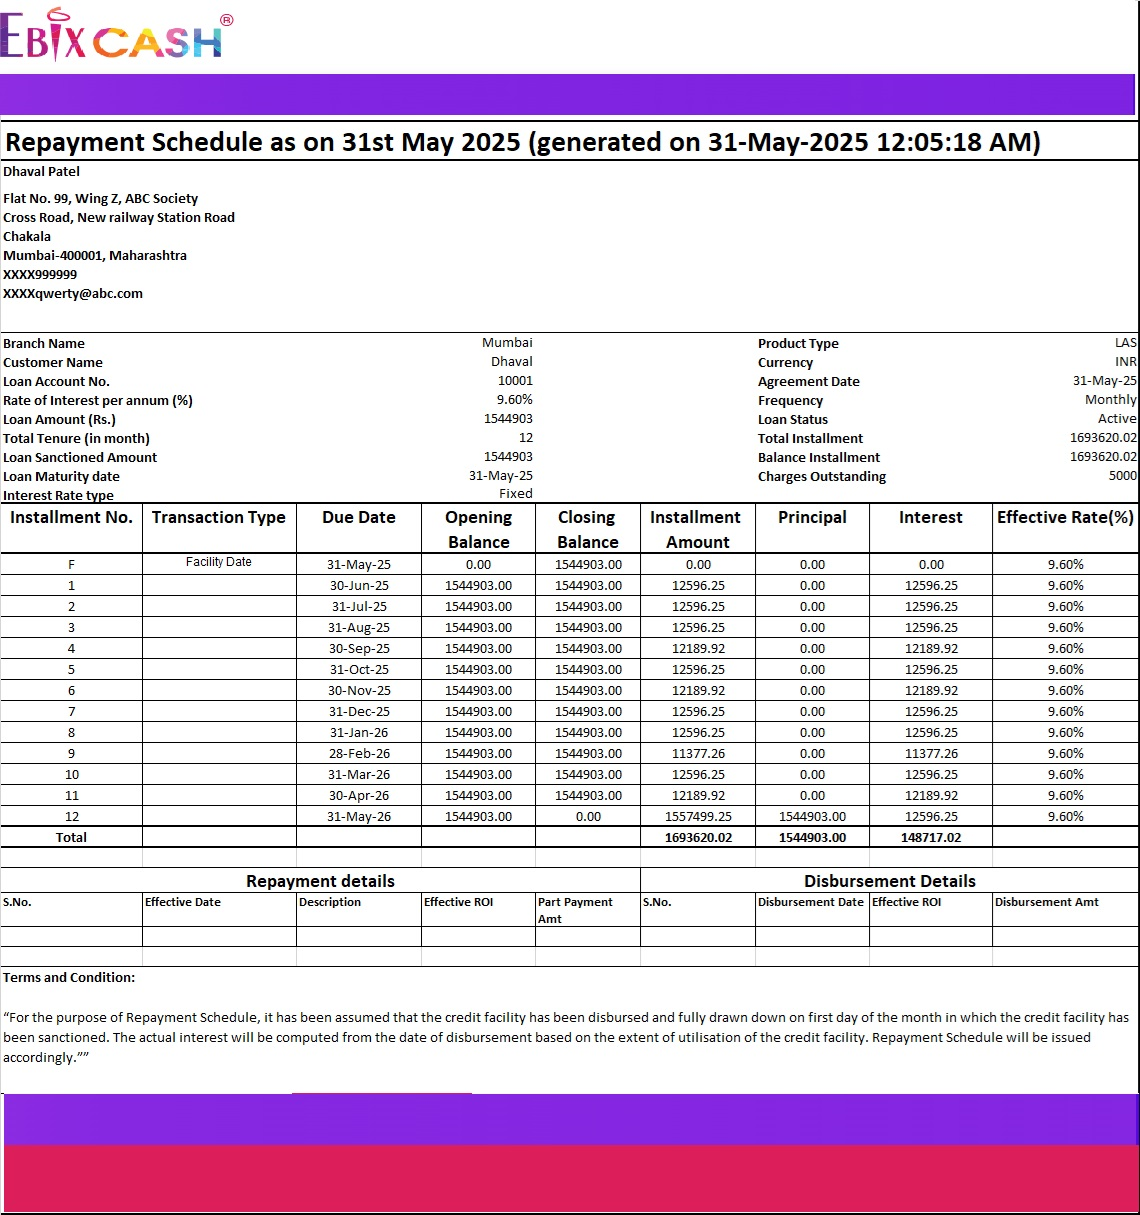 EBIXCASH®
Repayment Schedule as on 31st May 2025 (generated on 31-May-2025 12:05:18 AM)
Dhaval Patel
Flat No. 99, Wing Z, ABC Society
Cross Road, New railway Station Road
Chakala
Mumbai-400001, Maharashtra
XXXX999999
XXXXqwerty@abc.com
Branch Name Mumbai Product Type LAS
Customer Name Dhaval Currency INR
Loan Account No. 10001 Agreement Date 31-May-25
Rate of Interest per annum (%) 9.60% Frequency Monthly
Loan Amount (Rs.) 1544903 Loan Status Active
Total Tenure (in month) 12 Total Installment 1693620.02
Loan Sanctioned Amount 1544903 Balance Installment 1693620.02
Loan Maturity date 31-May-25 Charges Outstanding 5000
Interest Rate type Fixed
Installment No. Transaction Type Due Date Opening Balance Closing Balance Installment Amount Principal Interest Effective Rate(%)
F Facility Date 31-May-25 0.00 1544903.00 0.00 0.00 0.00 9.60%
1 30-Jun-25 1544903.00 1544903.00 12596.25 0.00 12596.25 9.60%
2 31-Jul-25 1544903.00 1544903.00 12596.25 0.00 12596.25 9.60%
3 31-Aug-25 1544903.00 1544903.00 12596.25 0.00 12596.25 9.60%
4 30-Sep-25 1544903.00 1544903.00 12189.92 0.00 12189.92 9.60%
5 31-Oct-25 1544903.00 1544903.00 12596.25 0.00 12596.25 9.60%
6 30-Nov-25 1544903.00 1544903.00 12189.92 0.00 12189.92 9.60%
7 31-Dec-25 1544903.00 1544903.00 12596.25 0.00 12596.25 9.60%
8 31-Jan-26 1544903.00 1544903.00 12596.25 0.00 12596.25 9.60%
9 28-Feb-26 1544903.00 1544903.00 11377.26 0.00 11377.26 9.60%
10 31-Mar-26 1544903.00 1544903.00 12596.25 0.00 12596.25 9.60%
11 30-Apr-26 1544903.00 1544903.00 12189.92 0.00 12189.92 9.60%
12 31-May-26 1544903.00 0.00 1557499.25 1544903.00 12596.25 9.60%
Total 1693620.02 1544903.00 148717.02
Repayment details Disbursement Details
S.No. Effective Date Description Effective ROI Part Payment Amt S.No. Disbursement Date Effective ROI Disbursement Amt
Terms and Condition:
“For the purpose of Repayment Schedule, it has been assumed that the credit facility has been disbursed and fully drawn down on first day of the month in which the credit facility has
been sanctioned. The actual interest will be computed from the date of disbursement based on the extent of utilisation of the credit facility. Repayment Schedule will be issued
accordingly.””